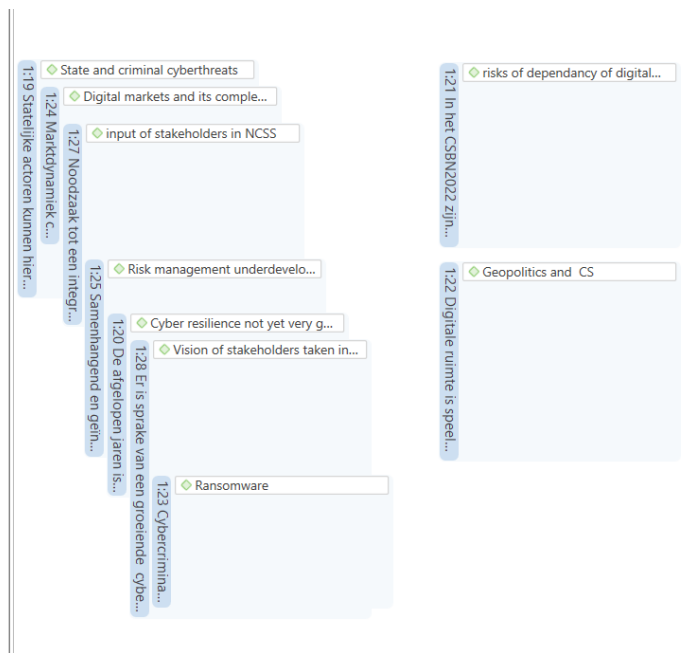 State and criminal cyberthreats
1:19 Statelijke actoren kunnen hier...
Digital markets and its comple...
1:24 Marktdynamiek c...
input of stakeholders in NCSS
1:27 Noodzaak tot een integr...
Risk management underdevelo...
1:25 Samenhangend en geïn...
Cyber resilience not yet very g...
1:20 De afgelopen jaren is...
Vision of stakeholders taken in...
1:28 Er is sprake van een groeiende cybe...
Ransomware
1:23 Cybercrimina...
risks of dependancy of digital...
1:21 In het CSBN2022 zijn...
Geopolitics and CS
1:22 Digitale ruimte is speel...